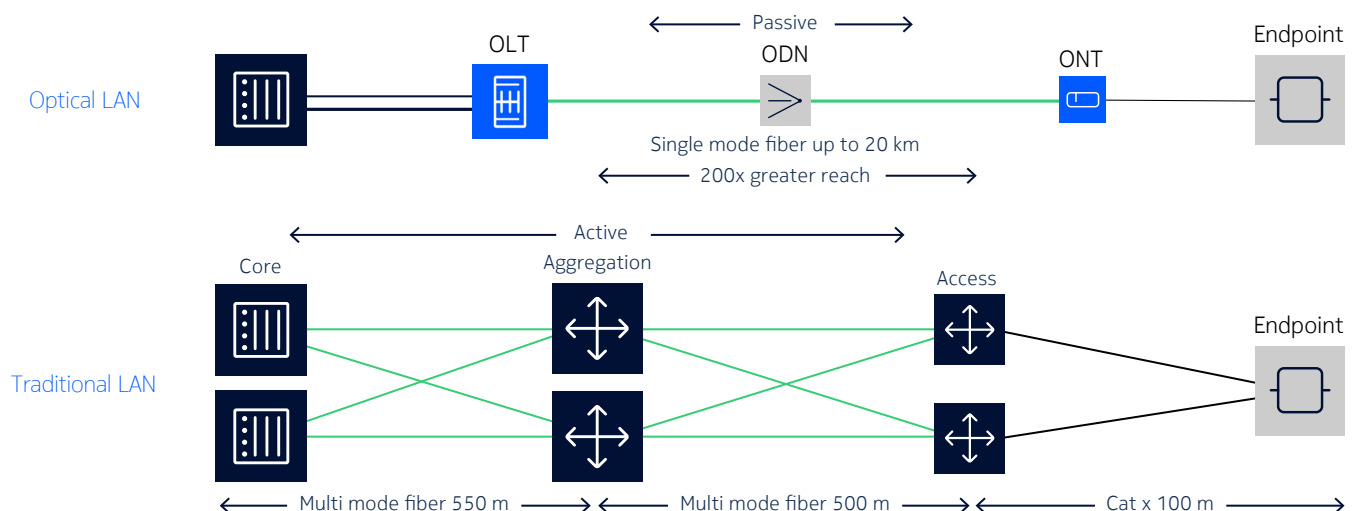 Passive
OLT
ODN
ONT
Endpoint
Optical LAN
Single mode fiber up to 20 km
200x greater reach
Active
Core
Aggregation
Access
Endpoint
Traditional LAN
Multi mode fiber 550 m
Multi mode fiber 500 m
Cat x 100 m